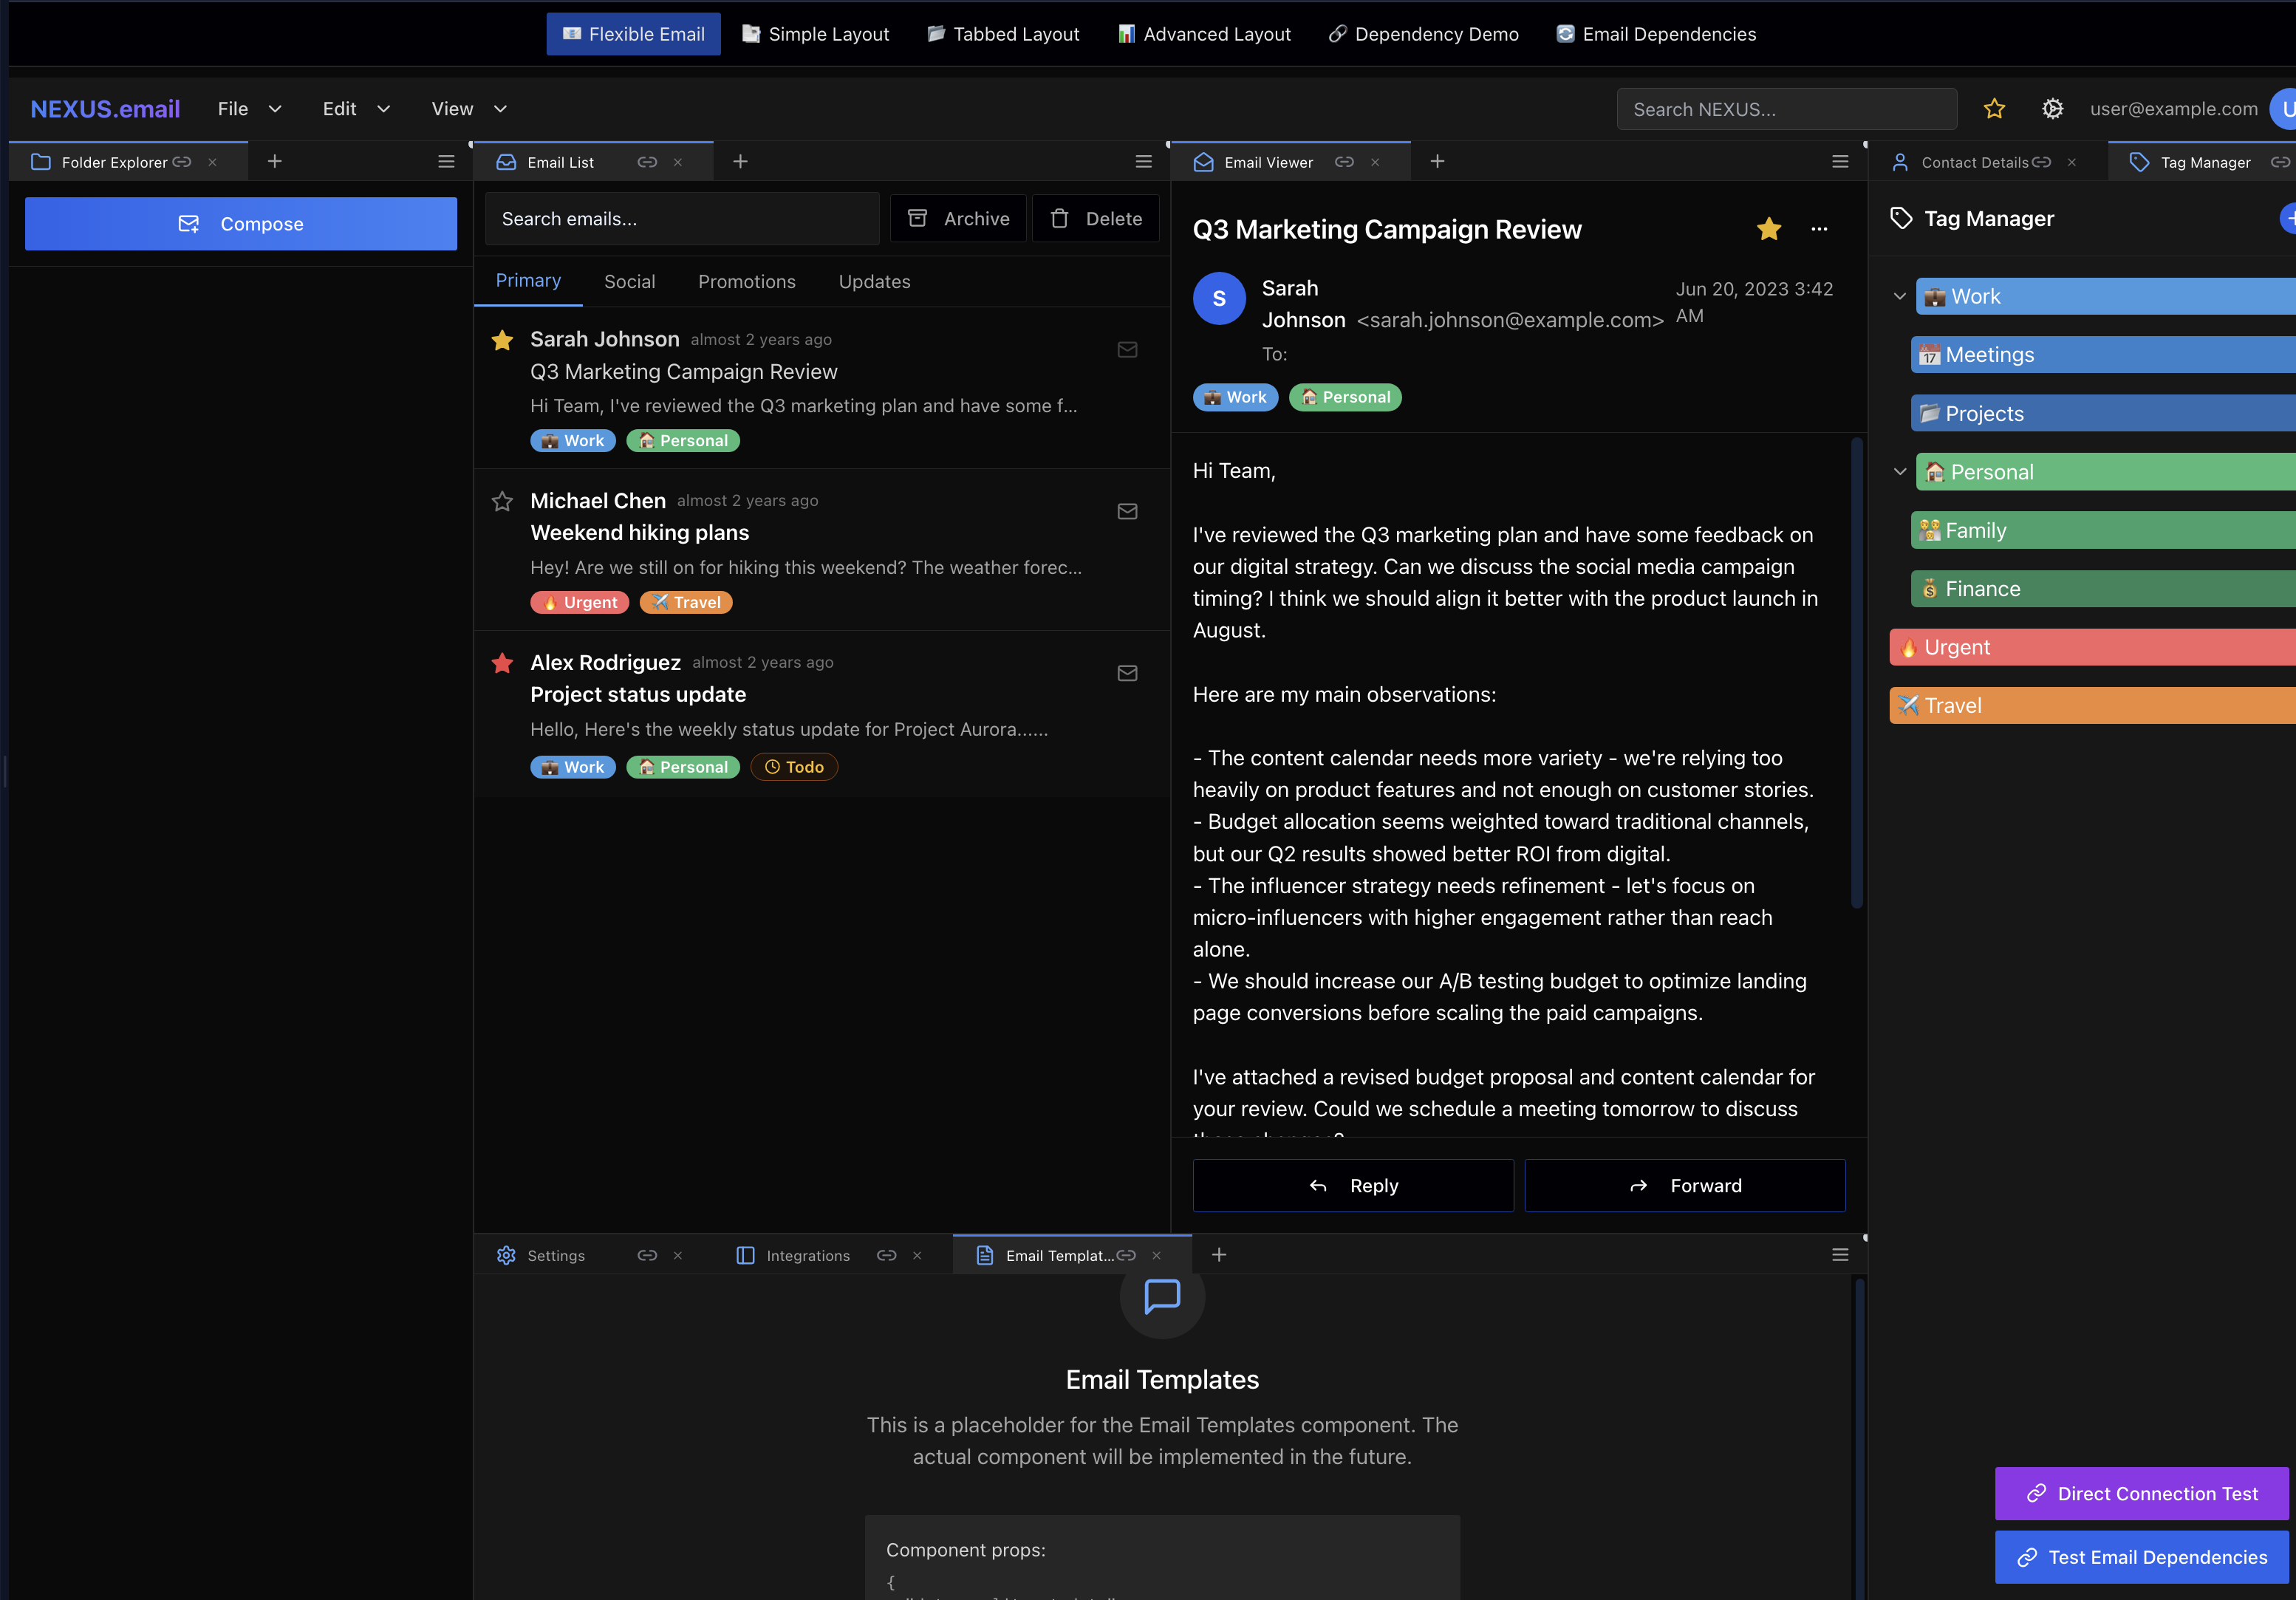 Flexible Email
Simple Layout
Tabbed Layout
Advanced Layout
Dependency Demo
Email Dependencies
NEXUS.email
File
Edit
View
Search NEXUS...
user@example.com
U
Folder Explorer
Email List
Email Viewer
Contact Details
Tag Manager
Compose
Search emails...
Archive
Delete
Primary
Social
Promotions
Updates
Sarah Johnson almost 2 years ago
Q3 Marketing Campaign Review
Hi Team, I've reviewed the Q3 marketing plan and have some f...
Work
Personal
Michael Chen almost 2 years ago
Weekend hiking plans
Hey! Are we still on for hiking this weekend? The weather forec...
Urgent
Travel
Alex Rodriguez almost 2 years ago
Project status update
Hello, Here's the weekly status update for Project Aurora......
Work
Personal
Todo
Q3 Marketing Campaign Review
S
Sarah
Johnson <sarah.johnson@example.com>
Jun 20, 2023 3:42
AM
To:
Work
Personal
Hi Team,
I've reviewed the Q3 marketing plan and have some feedback on
our digital strategy. Can we discuss the social media campaign
timing? I think we should align it better with the product launch in
August.
Here are my main observations:
- The content calendar needs more variety - we're relying too
heavily on product features and not enough on customer stories.
- Budget allocation seems weighted toward traditional channels,
but our Q2 results showed better ROI from digital.
- The influencer strategy needs refinement - let's focus on
micro-influencers with higher engagement rather than reach
alone.
- We should increase our A/B testing budget to optimize landing
page conversions before scaling the paid campaigns.
I've attached a revised budget proposal and content calendar for
your review. Could we schedule a meeting tomorrow to discuss
Reply
Forward
Tag Manager
Work
17 Meetings
Projects
Personal
Family
Finance
Urgent
Travel
Settings
Integrations
Email Templat...
Email Templates
This is a placeholder for the Email Templates component. The
actual component will be implemented in the future.
Component props:
{
Direct Connection Test
Test Email Dependencies